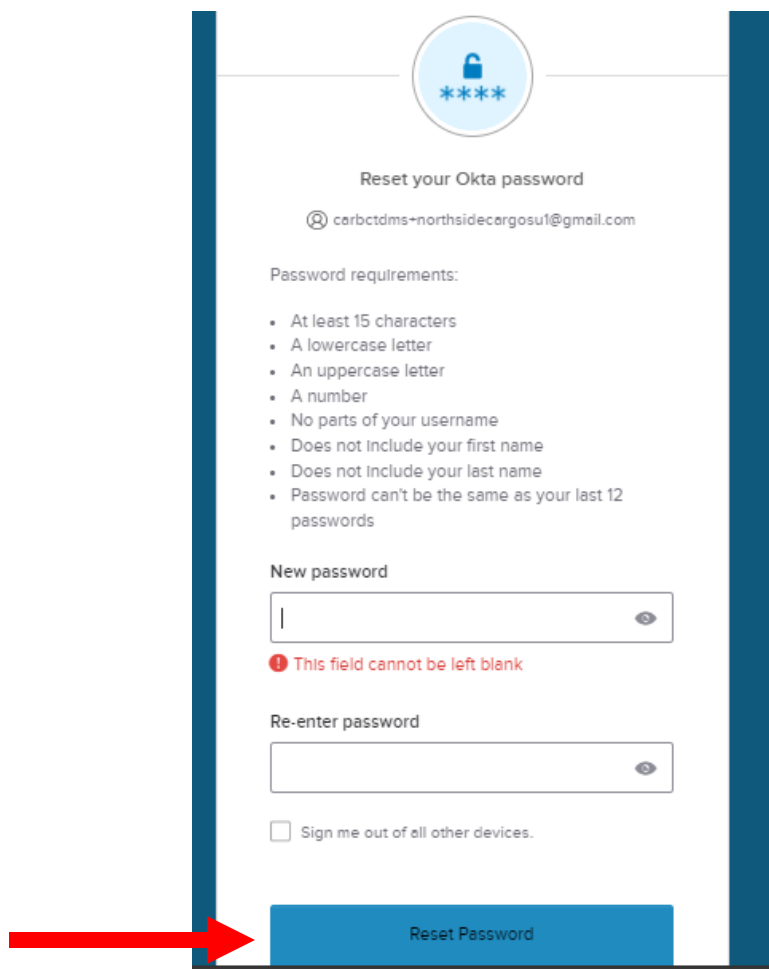 ****
Reset your Okta password
carbctdms+northsidecargosu1@gmail.com
Password requirements:
• At least 15 characters
• A lowercase letter
• An uppercase letter
• A number
• No parts of your username
• Does not include your first name
• Does not include your last name
• Password can't be the same as your last 12
passwords
New password
This field cannot be left blank
Re-enter password
Sign me out of all other devices.
Reset Password